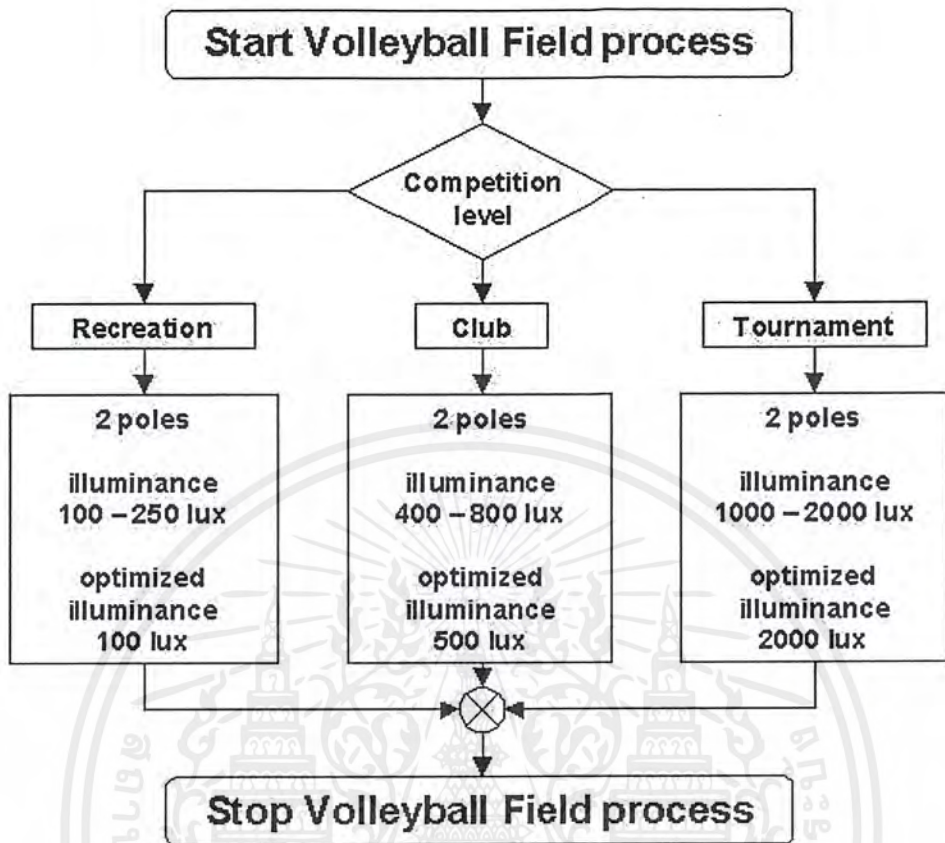 Start Volleyball Field process
Competition
level
Recreation
Club
Tournament
2 poles
illuminance
100 – 250 lux
optimized
illuminance
100 lux
2 poles
illuminance
400 – 800 lux
optimized
illuminance
500 lux
2 poles
illuminance
1000 – 2000 lux
optimized
illuminance
2000 lux
Stop Volleyball Field process